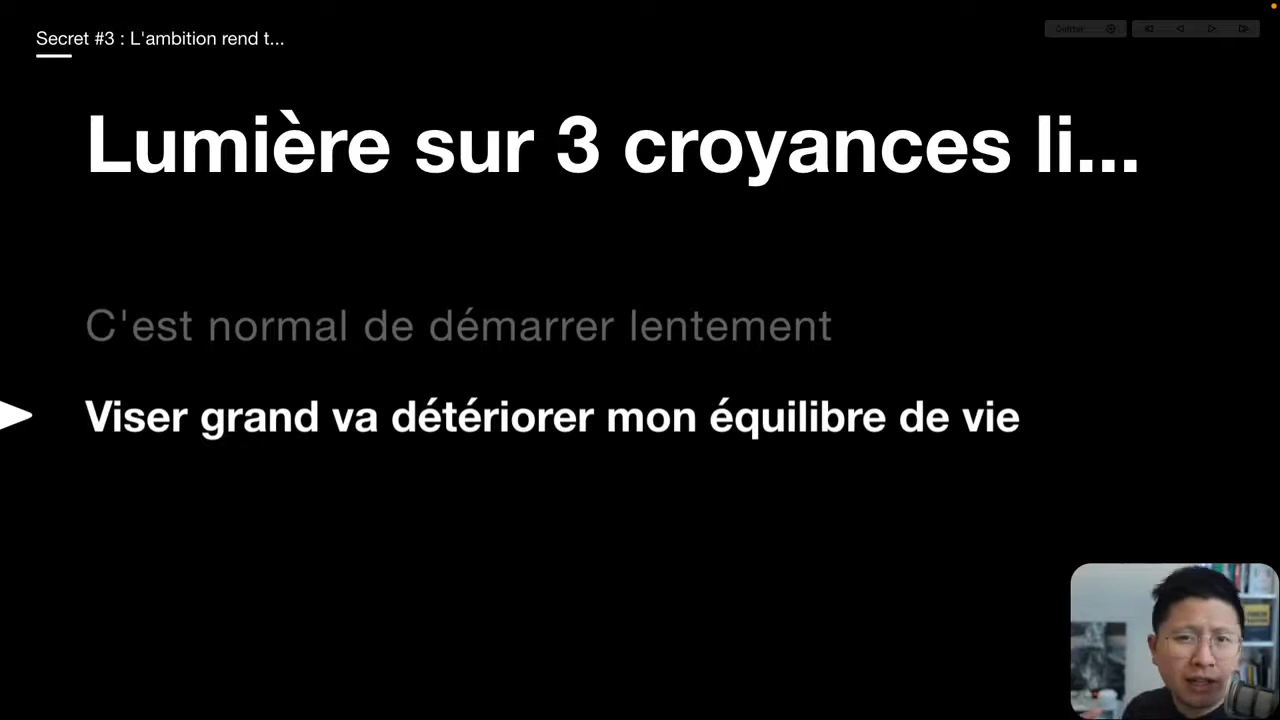 Secret #3 : L'ambition rend t...
Quitter
Lumière sur 3 croyances li...
C'est normal de démarrer lentement
Viser grand va détériorer mon équilibre de vie